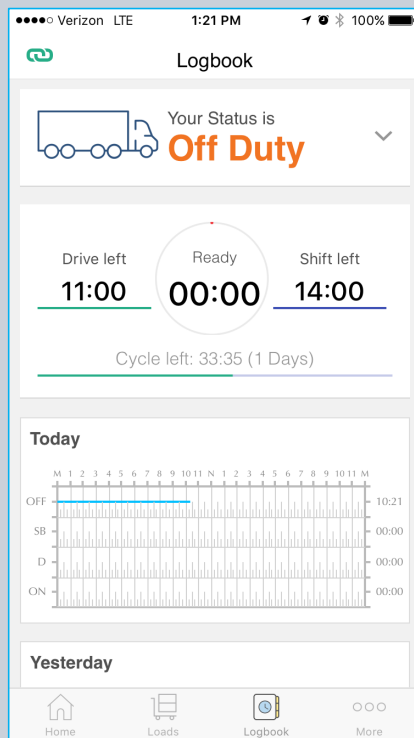 Verizon LTE 1:21 PM 100%
Logbook
Your Status is
Off Duty
Drive left Ready Shift left
11:00 00:00 14:00
Cycle left: 33:35 (1 Days)
Today
M 1 2 3 4 5 6 7 8 9 10 11 N 1 2 3 4 5 6 7 8 9 10 11 M
OFF 10:21
SB 00:00
D 00:00
ON 00:00
Yesterday
Home Loads Logbook More